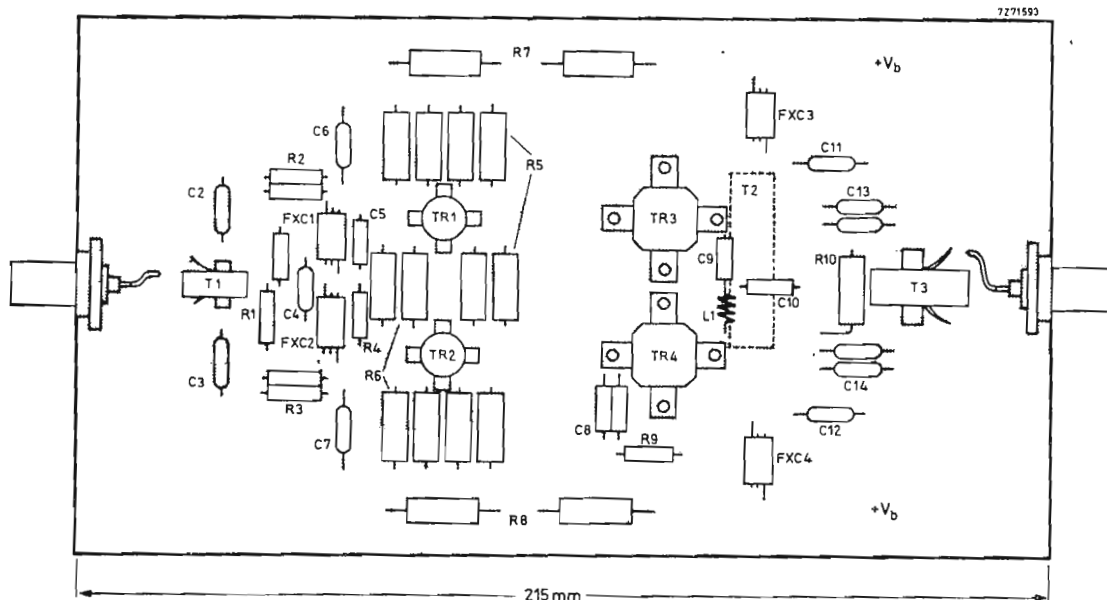 7Z71593
R7
+Vb
FXC3
C6
C11
R2
R5
C2
T2
C13
FXC1
C5
TR1
TR3
C9
R10
T1
C10
T3
C4
R1
L1
FXC2
R4
TR2
TR4
R6
C3
C14
R3
C7
C8
R9
C12
FXC4
R8
+Vb
215mm